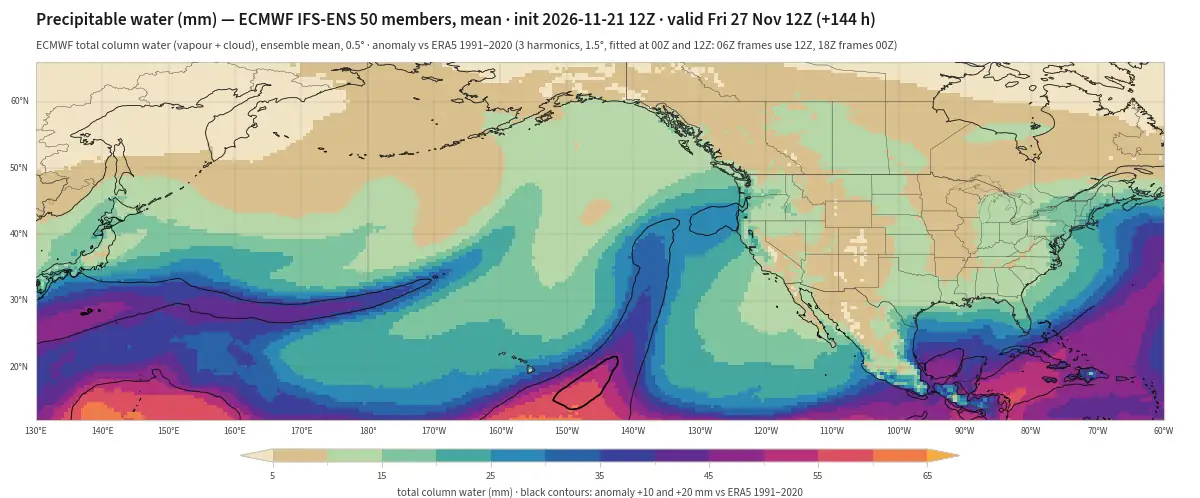 Precipitable water (mm) — ECMWF IFS-ENS 50 members, mean · init 2026-11-21 12Z · valid Fri 27 Nov 12Z (+144 h)
ECMWF total column water (vapour + cloud), ensemble mean, 0.5° · anomaly vs ERA5 1991–2020 (3 harmonics, 1.5°, fitted at 00Z and 12Z: 06Z frames use 12Z, 18Z frames 00Z)
60°N
50°N
40°N
30°N
20°N
130°E 140°E 150°E 160°E 170°E 180° 170°W 160°W 150°W 140°W 130°W 120°W 110°W 100°W 90°W 80°W 70°W 60°W
5 15 25 35 45 55 65
total column water (mm) · black contours: anomaly +10 and +20 mm vs ERA5 1991–2020